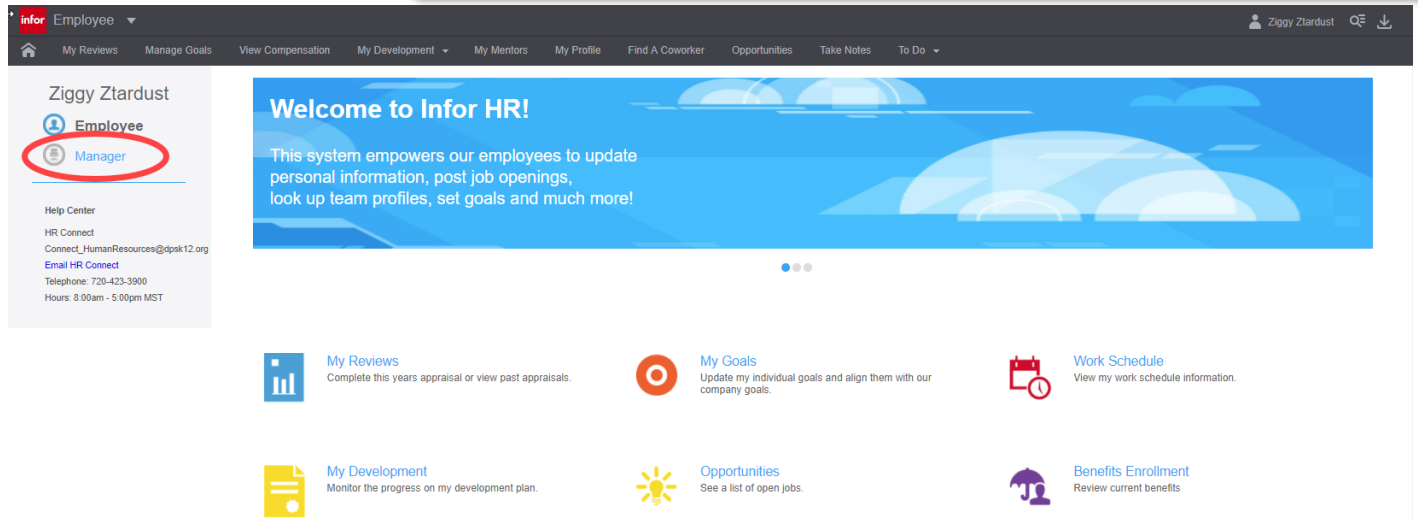 infor Employee Ziggy Ztardust
My Reviews Manage Goals View Compensation My Development My Mentors My Profile Find A Coworker Opportunities Take Notes To Do
Ziggy Ztardust
Employee
Manager
Help Center
HR Connect
Connect_HumanResources@dpsk12.org
Email HR Connect
Telephone: 720-423-3900
Hours: 8:00am - 5:00pm MST
Welcome to Infor HR!
This system empowers our employees to update
personal information, post job openings,
look up team profiles, set goals and much more!
My Reviews
Complete this years appraisal or view past appraisals.
My Goals
Update my individual goals and align them with our
company goals.
Work Schedule
View my work schedule information.
My Development
Monitor the progress on my development plan.
Opportunities
See a list of open jobs.
Benefits Enrollment
Review current benefits